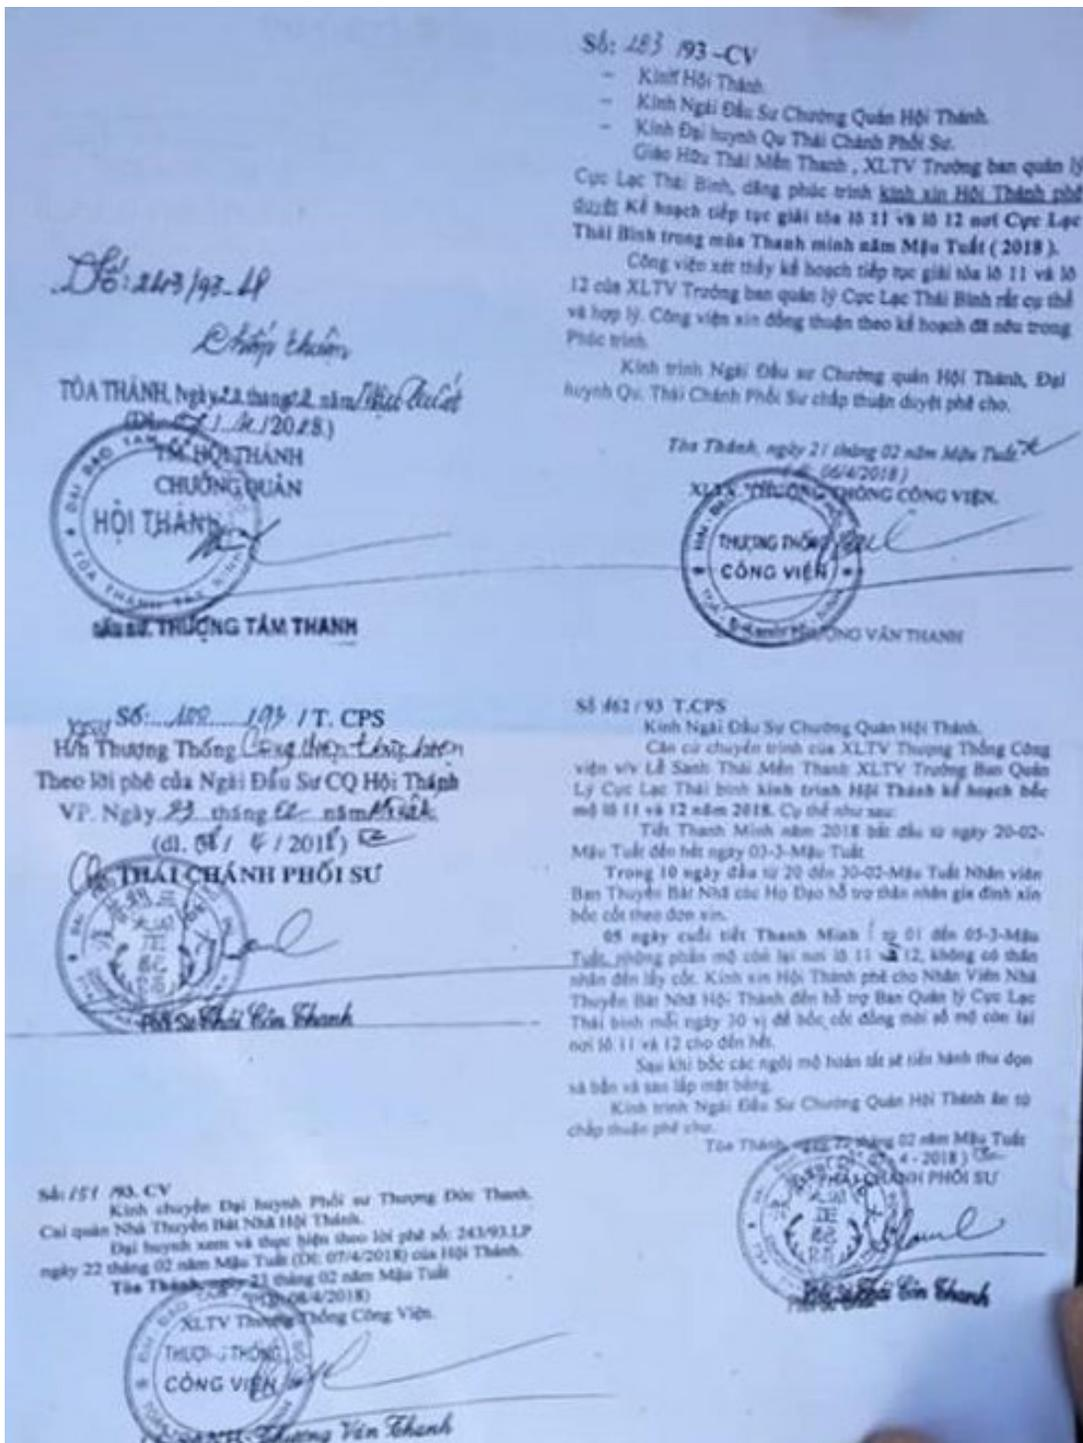 Số: 183 /93-CV
– Kính Hội Thánh.
– Kính Ngài Đầu Sư Chưởng Quản Hội Thánh.
– Kính Đại huynh Qu Thái Chánh Phối Sư.
Giáo Hữu Thái Mến Thanh , XLTV Trưởng ban quản lý
Cực Lạc Thái Bình, dâng phúc trình kính xin Hội Thánh phê
duyệt Kế hoạch tiếp tục giải tỏa lô 11 và lô 12 nơi Cực Lạc
Thái Bình trong mùa Thanh minh năm Mậu Tuất ( 2018 ).
Công viện xét thấy kế hoạch tiếp tục giải tỏa lô 11 và lô
12 của XLTV Trưởng ban quản lý Cực Lạc Thái Bình rất cụ thể
và hợp lý. Công viện xin đồng thuận theo kế hoạch đã nêu trong
Phúc trình.
Kính trình Ngài Đầu sư Chưởng quản Hội Thánh, Đại
huynh Qu. Thái Chánh Phối Sư chấp thuận duyệt phê cho.
Tòa Thánh, ngày 21 tháng 02 năm Mậu Tuất
06/4/2018 )
THƯỢNG THỐNG CÔNG VIỆN.
THƯỢNG THỐNG
CÔNG VIỆN
THƯỢNG VĂN THANH
Số: 243/93-LP
Chấp thuận
TÒA THÁNH, Ngày 22 tháng 2 năm Mậu Tuất
/2018.)
TM. HỘI THÁNH
CHƯỞNG QUẢN
HỘI THÁNH
TÒA THÁNH TÂY NINH
ĐẦU SƯ. THƯỢNG TÂM THANH
Số: 100 /93 / T. CPS
H/h Thượng Thống Công viện
Theo lời phê của Ngài Đầu Sư CQ Hội Thánh
VP. Ngày 23 tháng 02 năm
(dl. 08 / 4 / 2018)
THÁI CHÁNH PHỐI SƯ
Phối Sư Thái Côn Thanh
Số 462 / 93 T.CPS
Kính Ngài Đầu Sư Chưởng Quản Hội Thánh.
Căn cứ chuyển trình của XLTV Thượng Thống Công
viện v/v Lễ Sanh Thái Mến Thanh XLTV Trưởng Ban Quản
Lý Cực Lạc Thái bình kính trình Hội Thánh kế hoạch bốc
mộ lô 11 và 12 năm 2018. Cụ thể như sau:
Tiết Thanh Minh năm 2018 bắt đầu từ ngày 20-02-
Mậu Tuất đến hết ngày 03-3-Mậu Tuất
Trong 10 ngày đầu từ 20 đến 30-02-Mậu Tuất Nhân viên
Ban Thuyền Bát Nhã các Họ Đạo hỗ trợ thân nhân gia đình xin
bốc cốt theo đơn xin.
05 ngày cuối tiết Thanh Minh ( từ 01 đến 05-3-Mậu
Tuất, những phần mộ còn lại nơi lô 11 và 12, không có thân
nhân đến lấy cốt. Kính xin Hội Thánh phê cho Nhân Viên Nhà
Thuyền Bát Nhã Hội Thánh đến hỗ trợ Ban Quản lý Cực Lạc
Thái bình mỗi ngày 30 vị để bốc cốt đồng thời số mộ còn lại
nơi lô 11 và 12 cho đến hết.
Sau khi bốc các ngôi mộ hoàn tất sẽ tiến hành thu dọn
xà bần và san lấp mặt bằng.
Kính trình Ngài Đầu Sư Chưởng Quản Hội Thánh ân từ
chấp thuận phê cho.
Tòa Thánh, ngày 22 tháng 02 năm Mậu Tuất
4 - 2018 )
THÁI CHÁNH PHỐI SƯ
Phối Sư Thái Côn Thanh
Số: 151 /93. CV
Kính chuyển Đại huynh Phối sư Thượng Đức Thanh.
Cai quản Nhà Thuyền Bát Nhã Hội Thánh.
Đại huynh xem và thực hiện theo lời phê số: 243/93.LP
ngày 22 tháng 02 năm Mậu Tuất (Dl: 07/4/2018) của Hội Thánh.
Tòa Thánh, ngày 23 tháng 02 năm Mậu Tuất
08/4/2018)
XLTV Thượng Thống Công Viện.
THƯỢNG THỐNG
CÔNG VIỆN
Thượng Văn Thanh